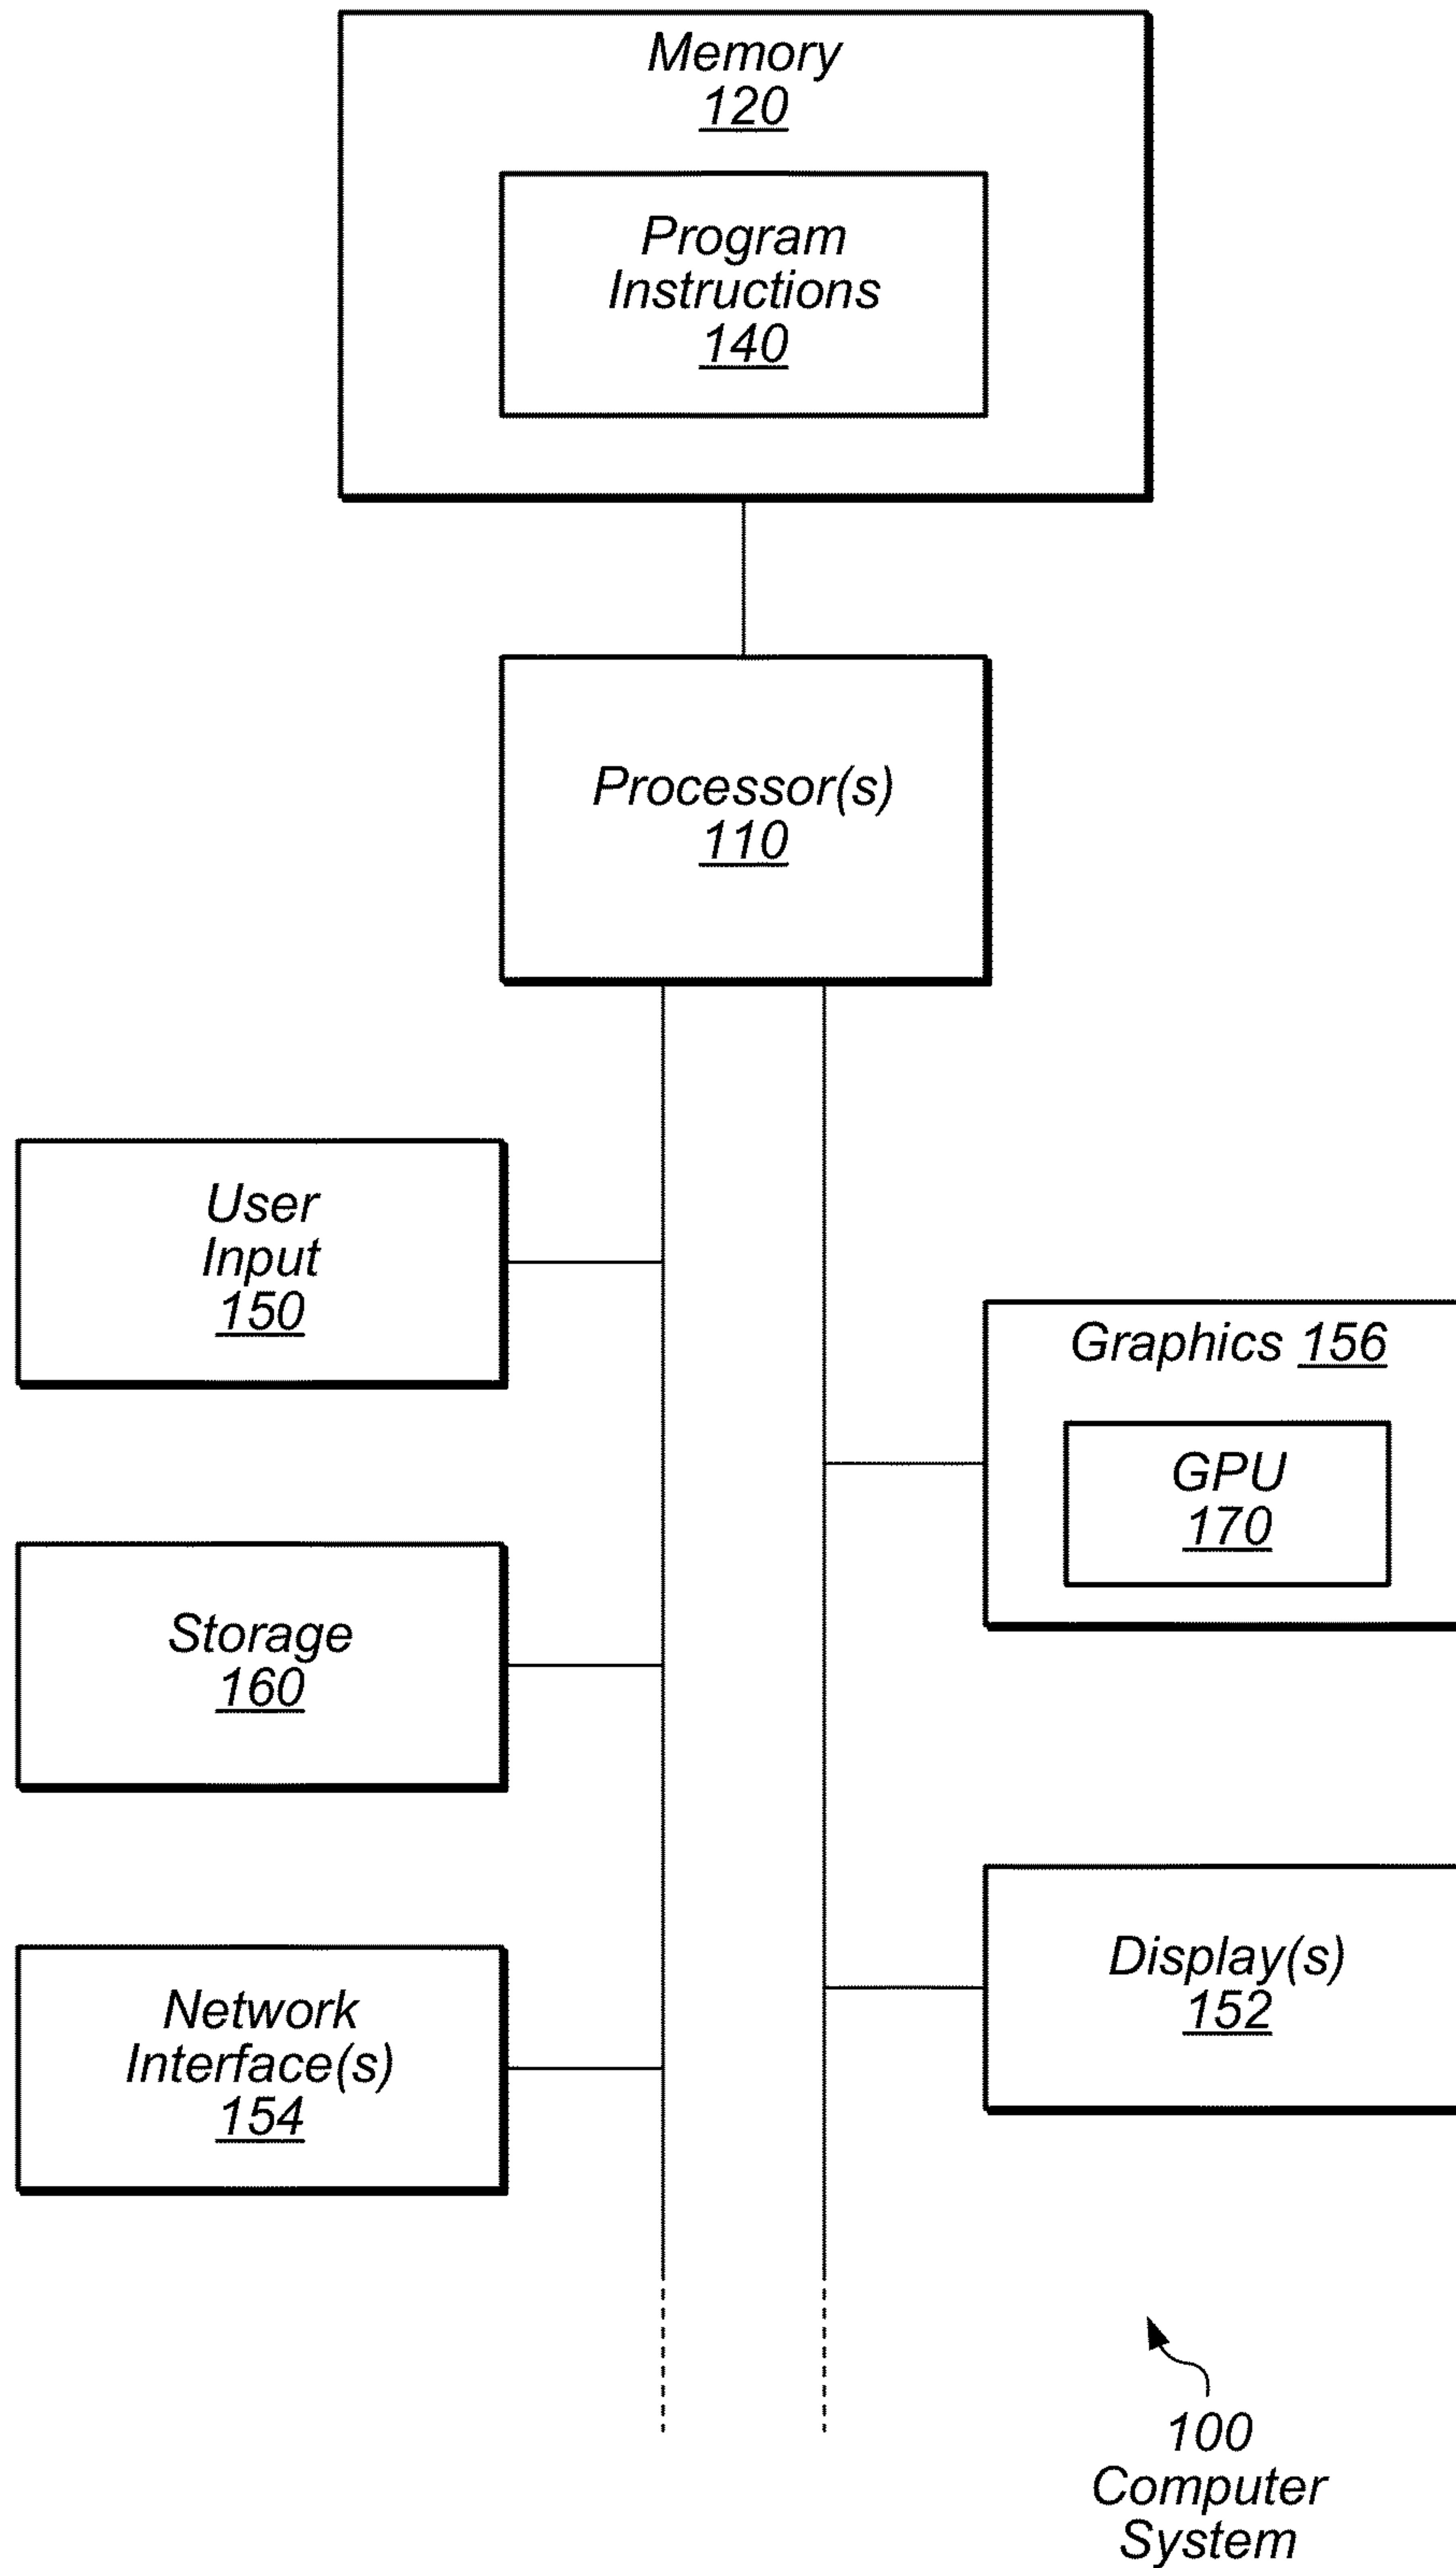 Memory
120
Program
Instructions
140
Processor(s)
110
User
Input
150
Graphics 156
GPU
170
Storage
160
Network
Interface(s)
154
Display(s)
152
100
Computer
System